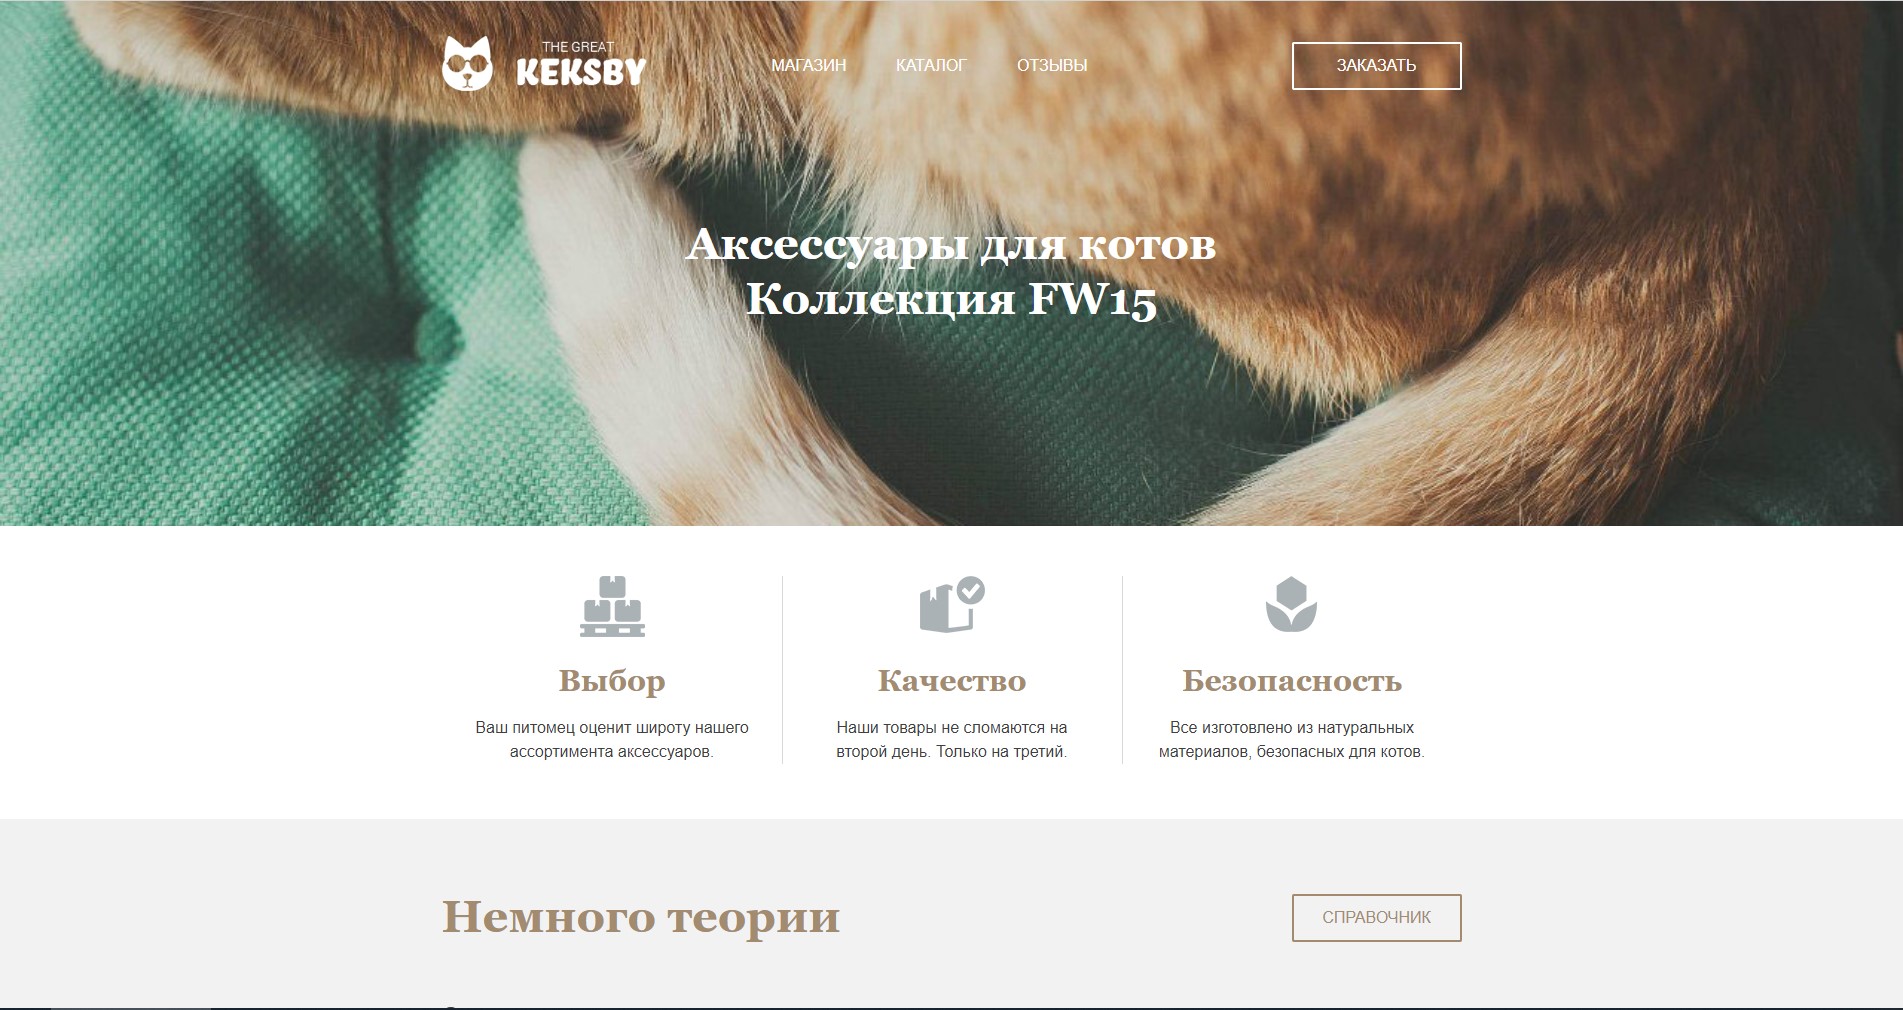 THE GREAT
KEKSBY
МАГАЗИН
КАТАЛОГ
ОТЗЫВЫ
ЗАКАЗАТЬ
Аксессуары для котов
Коллекция FW15
Выбор
Ваш питомец оценит широту нашего
ассортимента аксессуаров.
Качество
Наши товары не сломаются на
второй день. Только на третий.
Безопасность
Все изготовлено из натуральных
материалов, безопасных для котов.
Немного теории
СПРАВОЧНИК